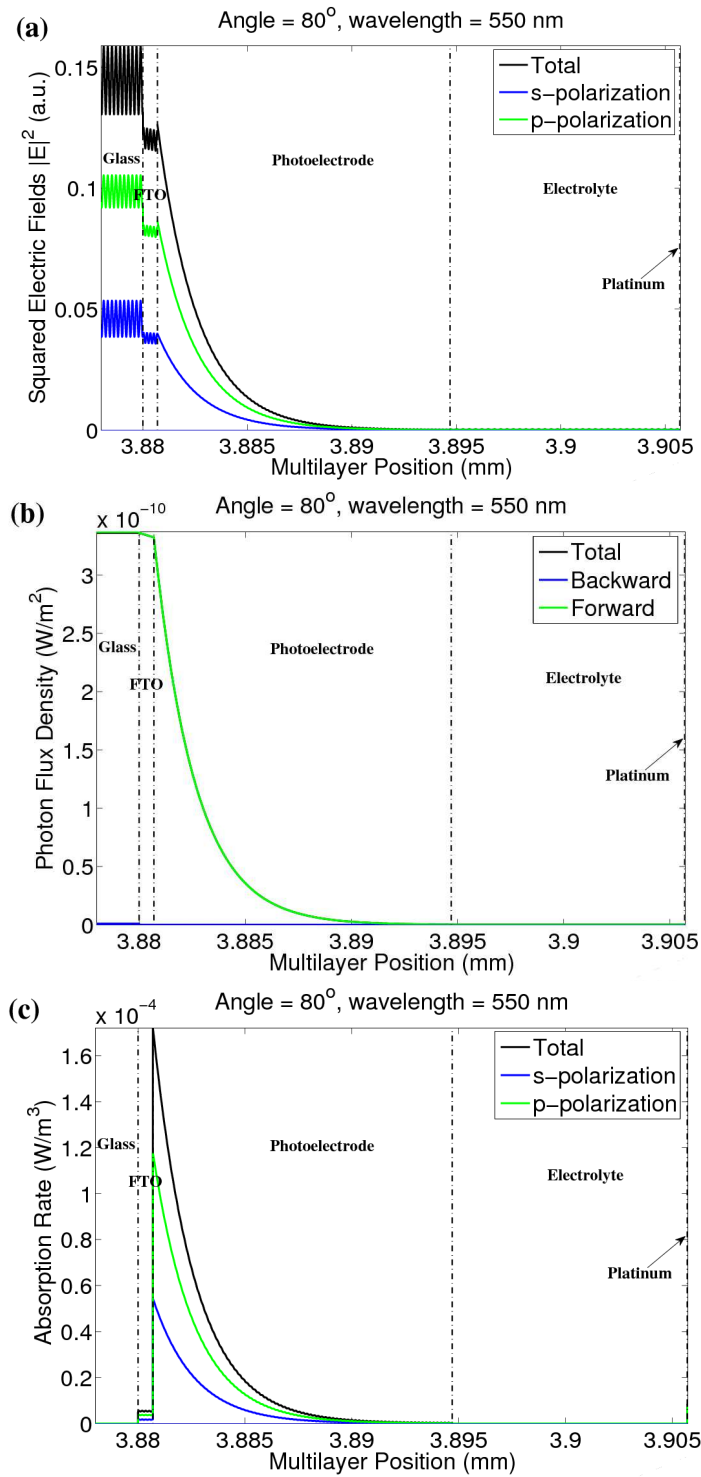 (a)
Angle = 80°, wavelength = 550 nm
Squared Electric Fields |E|² (a.u.)
0.15
0.1
0.05
0
Total
s−polarization
p−polarization
Glass
FTO
Photoelectrode
Electrolyte
Platinum
3.88 3.885 3.89 3.895 3.9 3.905
Multilayer Position (mm)
(b)
Angle = 80°, wavelength = 550 nm
x 10⁻¹⁰
Photon Flux Density (W/m²)
3
2.5
2
1.5
1
0.5
0
Total
Backward
Forward
Glass
FTO
Photoelectrode
Electrolyte
Platinum
3.88 3.885 3.89 3.895 3.9 3.905
Multilayer Position (mm)
(c)
Angle = 80°, wavelength = 550 nm
x 10⁻⁴
Absorption Rate (W/m³)
1.6
1.4
1.2
1
0.8
0.6
0.4
0.2
0
Total
s−polarization
p−polarization
Glass
FTO
Photoelectrode
Electrolyte
Platinum
3.88 3.885 3.89 3.895 3.9 3.905
Multilayer Position (mm)